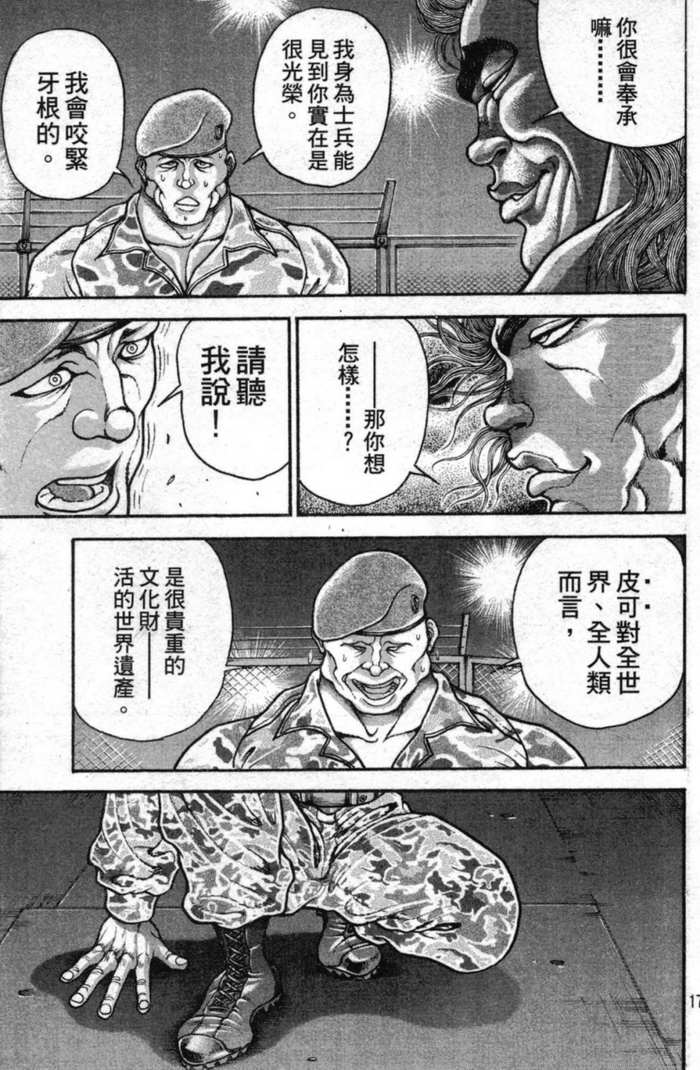 你很會奉承
嘛………
我身為士兵能
見到你實在是
很光榮。
我會咬緊
牙根的。
——那你想
怎樣……?
請聽
我說!
皮可對全世
界、全人類
而言,
是很貴重的
文化財——
活的世界遺產。
17